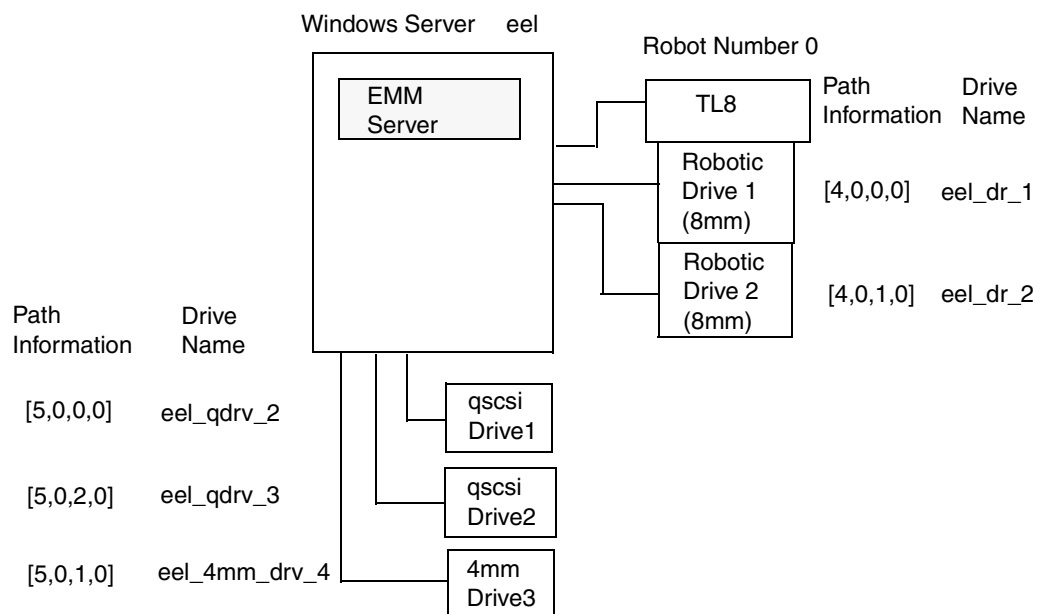 Windows Server eel
Robot Number 0
EMM
Server
TL8
Path
Information
Drive
Name
Robotic
Drive 1
(8mm)
[4,0,0,0] eel_dr_1
Robotic
Drive 2
(8mm)
[4,0,1,0] eel_dr_2
Path
Information
Drive
Name
[5,0,0,0] eel_qdrv_2
qscsi
Drive1
[5,0,2,0] eel_qdrv_3
qscsi
Drive2
[5,0,1,0] eel_4mm_drv_4
4mm
Drive3